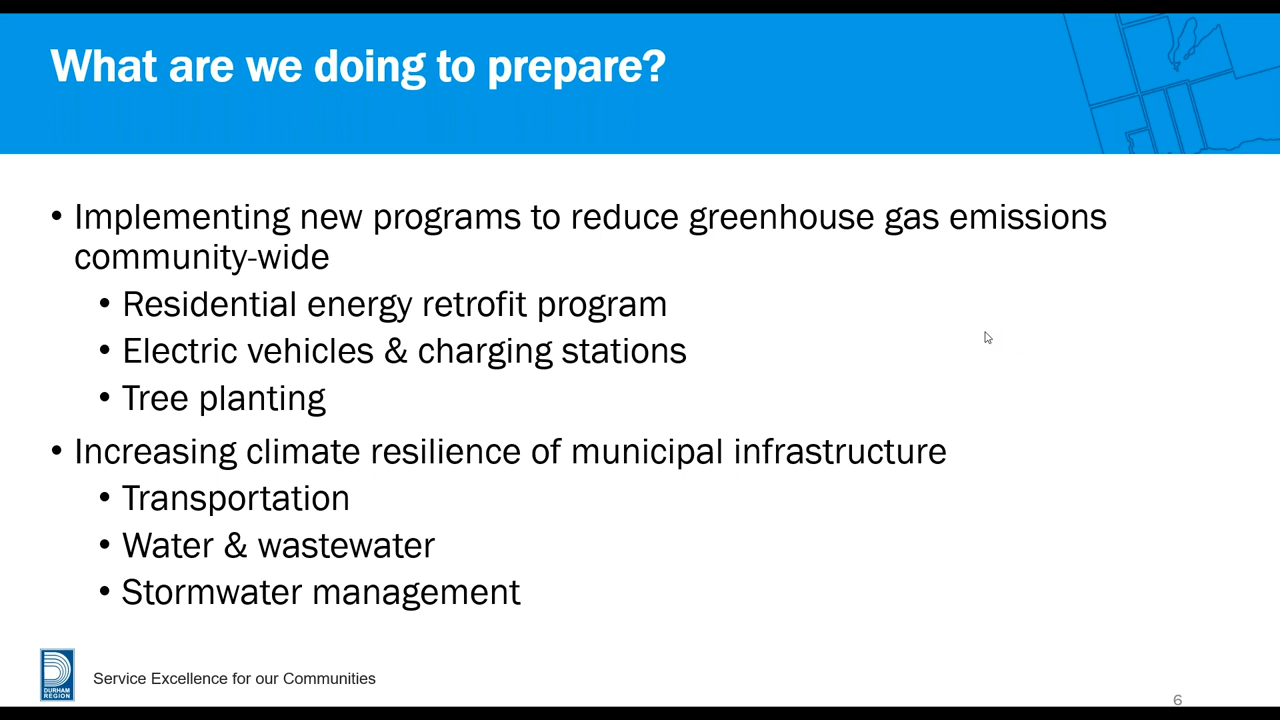 What are we doing to prepare?
• Implementing new programs to reduce greenhouse gas emissions
community-wide
• Residential energy retrofit program
• Electric vehicles & charging stations
• Tree planting
• Increasing climate resilience of municipal infrastructure
• Transportation
• Water & wastewater
• Stormwater management
DURHAM
REGION
Service Excellence for our Communities
6